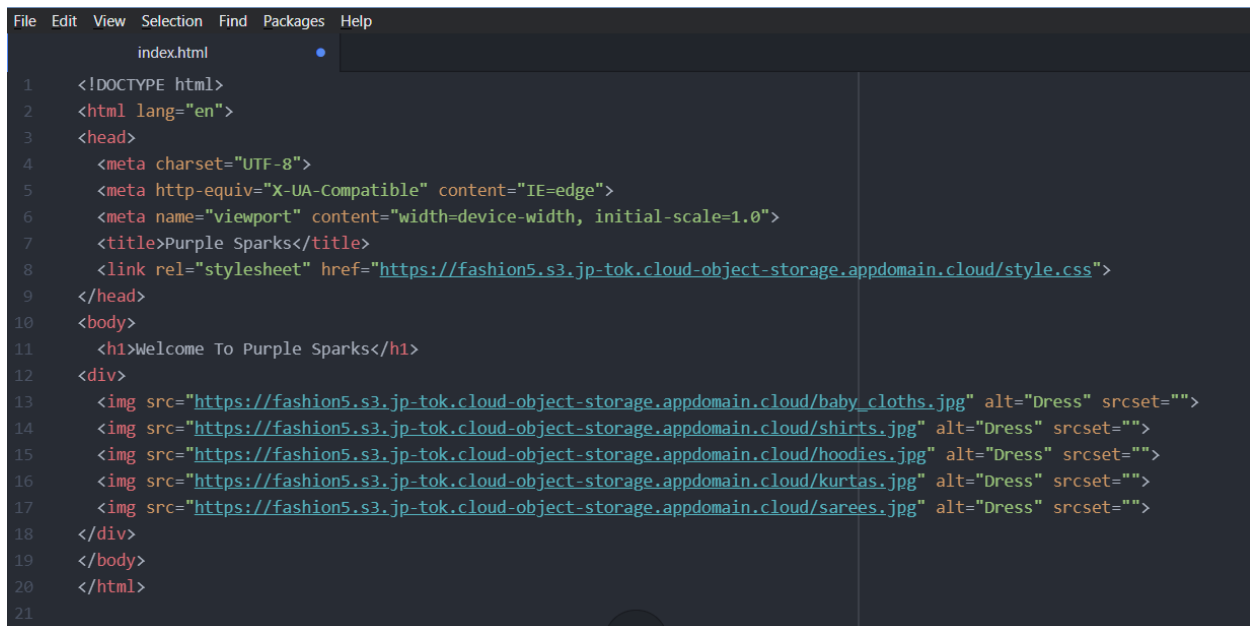 File Edit View Selection Find Packages Help
index.html
1 <!DOCTYPE html>
2 <html lang="en">
3 <head>
4 <meta charset="UTF-8">
5 <meta http-equiv="X-UA-Compatible" content="IE=edge">
6 <meta name="viewport" content="width=device-width, initial-scale=1.0">
7 <title>Purple Sparks</title>
8 <link rel="stylesheet" href="https://fashion5.s3.jp-tok.cloud-object-storage.appdomain.cloud/style.css">
9 </head>
10 <body>
11 <h1>Welcome To Purple Sparks</h1>
12 <div>
13 <img src="https://fashion5.s3.jp-tok.cloud-object-storage.appdomain.cloud/baby_cloths.jpg" alt="Dress" srcset="">
14 <img src="https://fashion5.s3.jp-tok.cloud-object-storage.appdomain.cloud/shirts.jpg" alt="Dress" srcset="">
15 <img src="https://fashion5.s3.jp-tok.cloud-object-storage.appdomain.cloud/hoodies.jpg" alt="Dress" srcset="">
16 <img src="https://fashion5.s3.jp-tok.cloud-object-storage.appdomain.cloud/kurtas.jpg" alt="Dress" srcset="">
17 <img src="https://fashion5.s3.jp-tok.cloud-object-storage.appdomain.cloud/sarees.jpg" alt="Dress" srcset="">
18 </div>
19 </body>
20 </html>
21